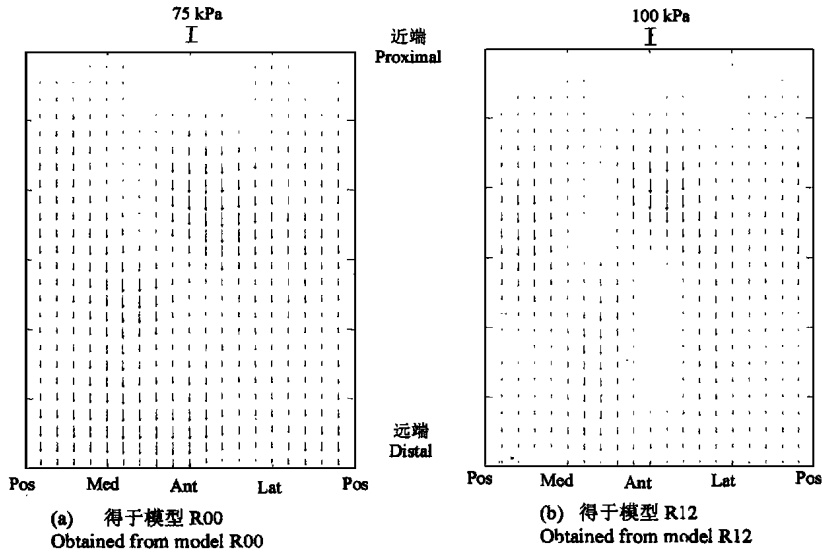 75 kPa
近端
Proximal
100 kPa
远端
Distal
Pos Med Ant Lat Pos
Pos Med Ant Lat Pos
(a) 得于模型 R00
Obtained from model R00
(b) 得于模型 R12
Obtained from model R12